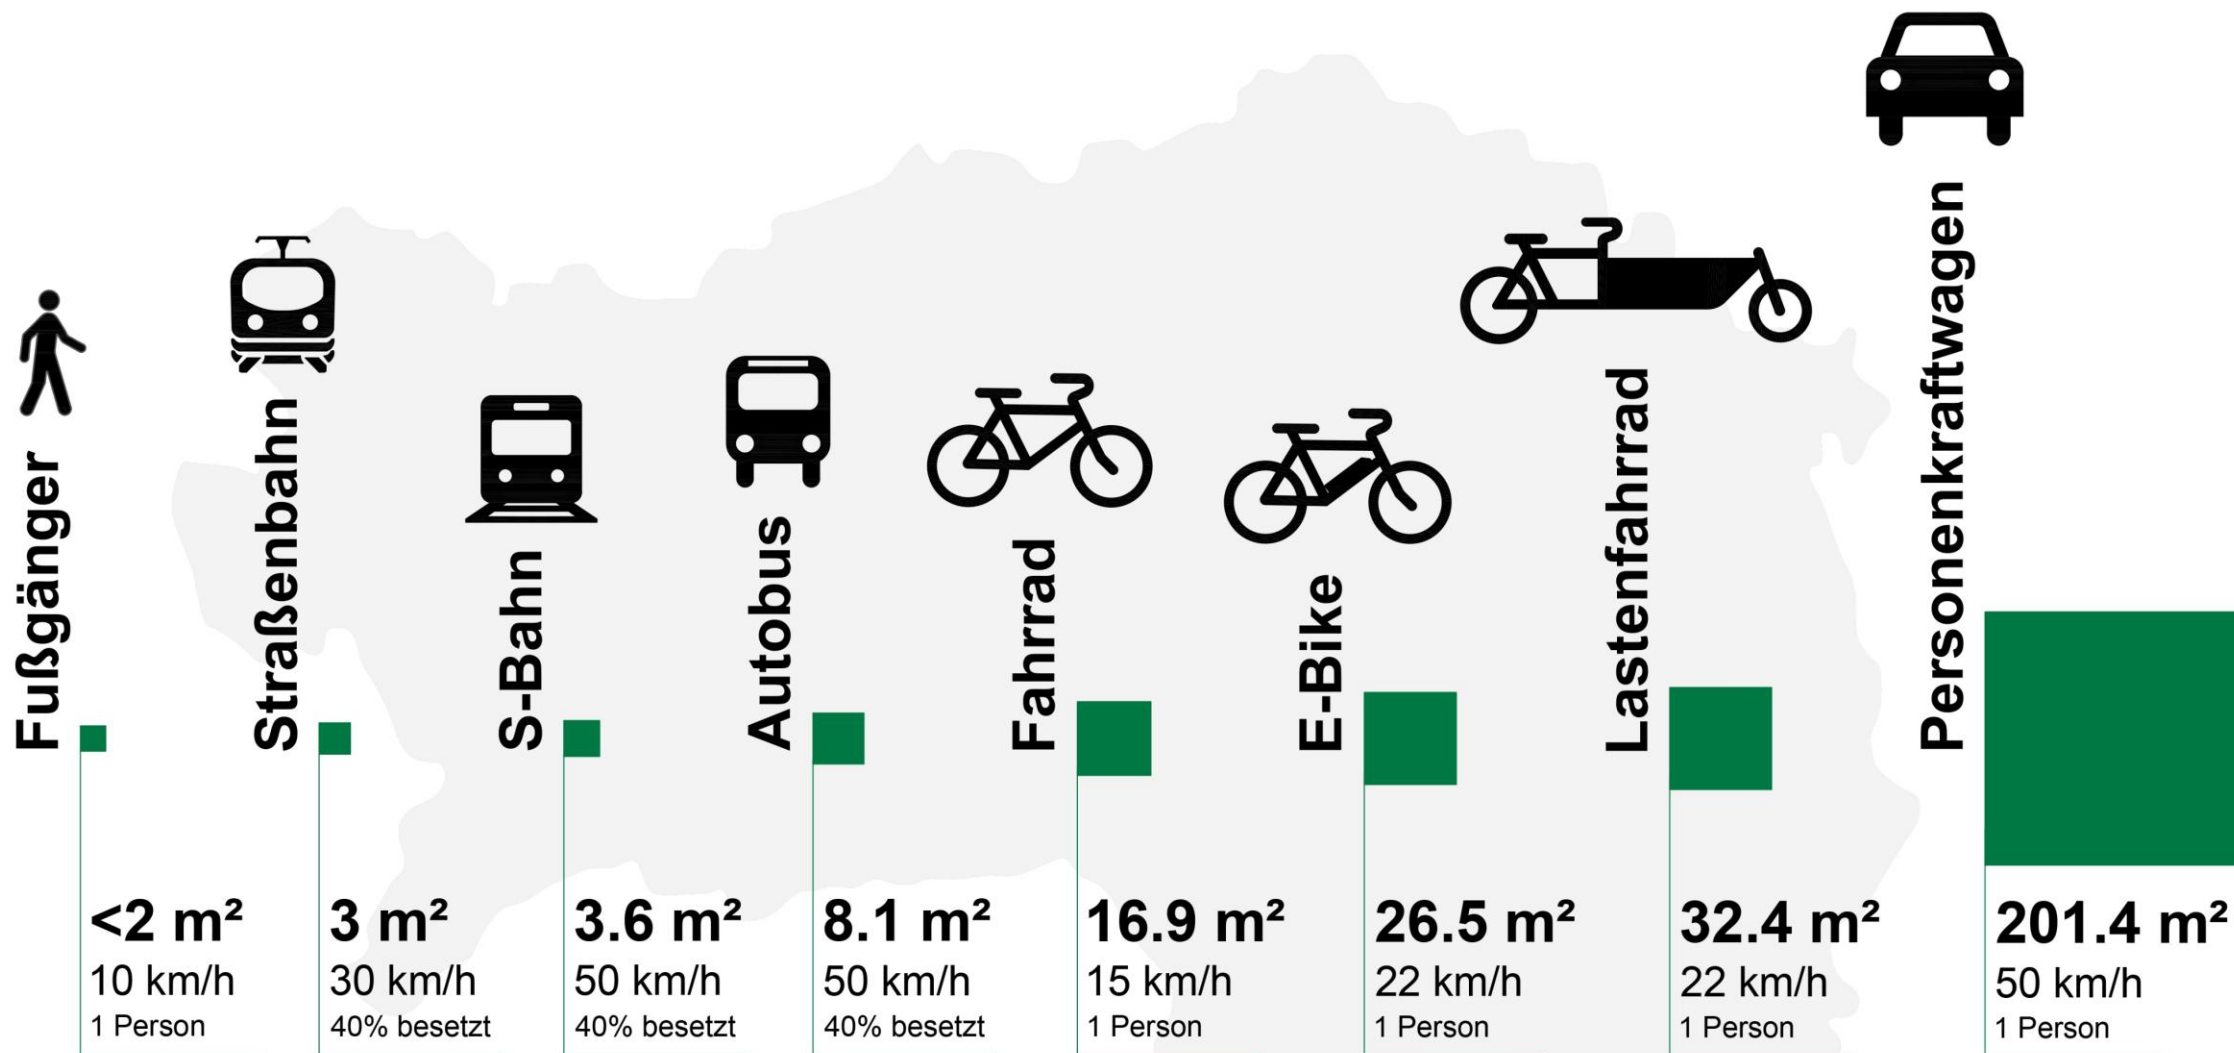 Fußgänger
<2 m²
10 km/h
1 Person
Straßenbahn
3 m²
30 km/h
40% besetzt
S-Bahn
3.6 m²
50 km/h
40% besetzt
Autobus
8.1 m²
50 km/h
40% besetzt
Fahrrad
16.9 m²
15 km/h
1 Person
E-Bike
26.5 m²
22 km/h
1 Person
Lastenfahrrad
32.4 m²
22 km/h
1 Person
Personenkraftwagen
201.4 m²
50 km/h
1 Person